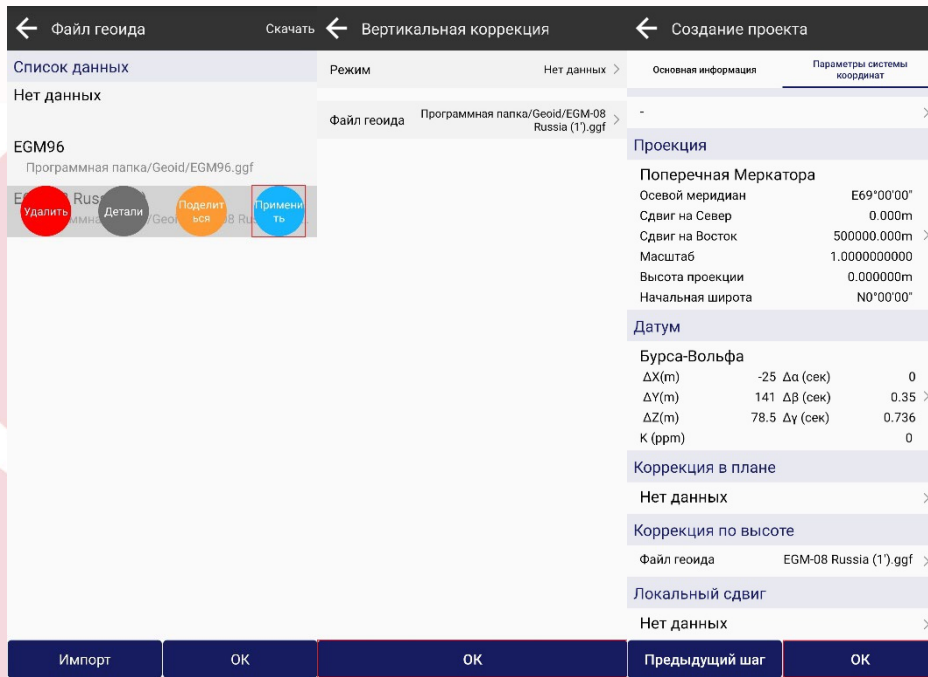 Файл геоида
Скачать
Список данных
Нет данных
EGM96
Программная папка/Geoid/EGM96.ggf
Удалить
Детали
Поделит
ься
Примени
ть
Импорт
OK
Вертикальная коррекция
Режим
Нет данных
Файл геоида
Программная папка/Geoid/EGM-08
Russia (1').ggf
OK
Создание проекта
Основная информация
Параметры системы
координат
-
Проекция
Поперечная Меркатора
Осевой меридиан E69°00'00"
Сдвиг на Север 0.000m
Сдвиг на Восток 500000.000m
Масштаб 1.0000000000
Высота проекции 0.000000m
Начальная широта N0°00'00"
Датум
Бурса-Вольфа
ΔX(m) -25 Δα (сек) 0
ΔY(m) 141 Δβ (сек) 0.35
ΔZ(m) 78.5 Δγ (сек) 0.736
K (ppm) 0
Коррекция в плане
Нет данных
Коррекция по высоте
Файл геоида EGM-08 Russia (1').ggf
Локальный сдвиг
Нет данных
Предыдущий шаг
OK